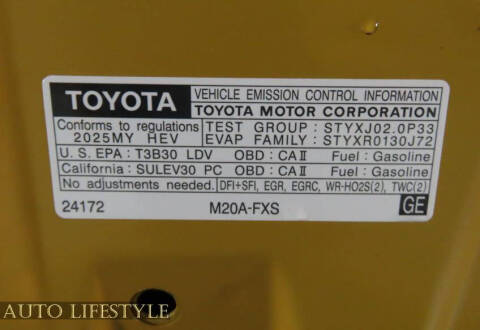 TOYOTA
VEHICLE EMISSION CONTROL INFORMATION
TOYOTA MOTOR CORPORATION
Conforms to regulations
2025MY HEV
TEST GROUP : STYXJ02.0P33
EVAP FAMILY : STYXR0130J72
U.S. EPA : T3B30 LDV OBD : CAⅡ Fuel : Gasoline
California : SULEV30 PC OBD : CAⅡ Fuel : Gasoline
No adjustments needed. DFI+SFI, EGR, EGRC, WR-HO2S(2), TWC(2)
24172 M20A-FXS GE
AUTO LIFESTYLE